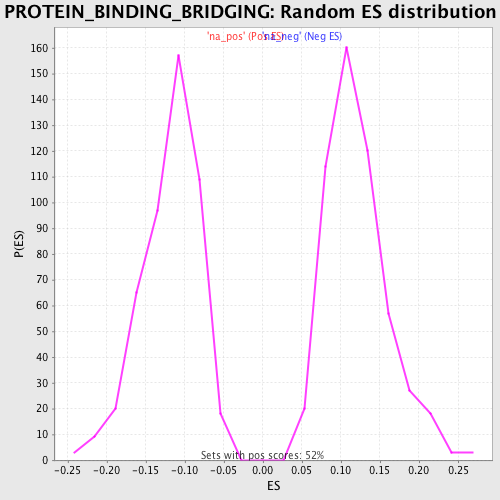 PROTEIN_BINDING_BRIDGING: Random ES distribution
'na_pos' (Pos ES) 'na_neg' (Neg ES)
160
150
140
130
120
110
100
90
80
70
60
50
40
30
20
10
0
P(ES)
Sets with pos scores: 52%
-0.25 -0.20 -0.15 -0.10 -0.05 0.00 0.05 0.10 0.15 0.20 0.25
ES